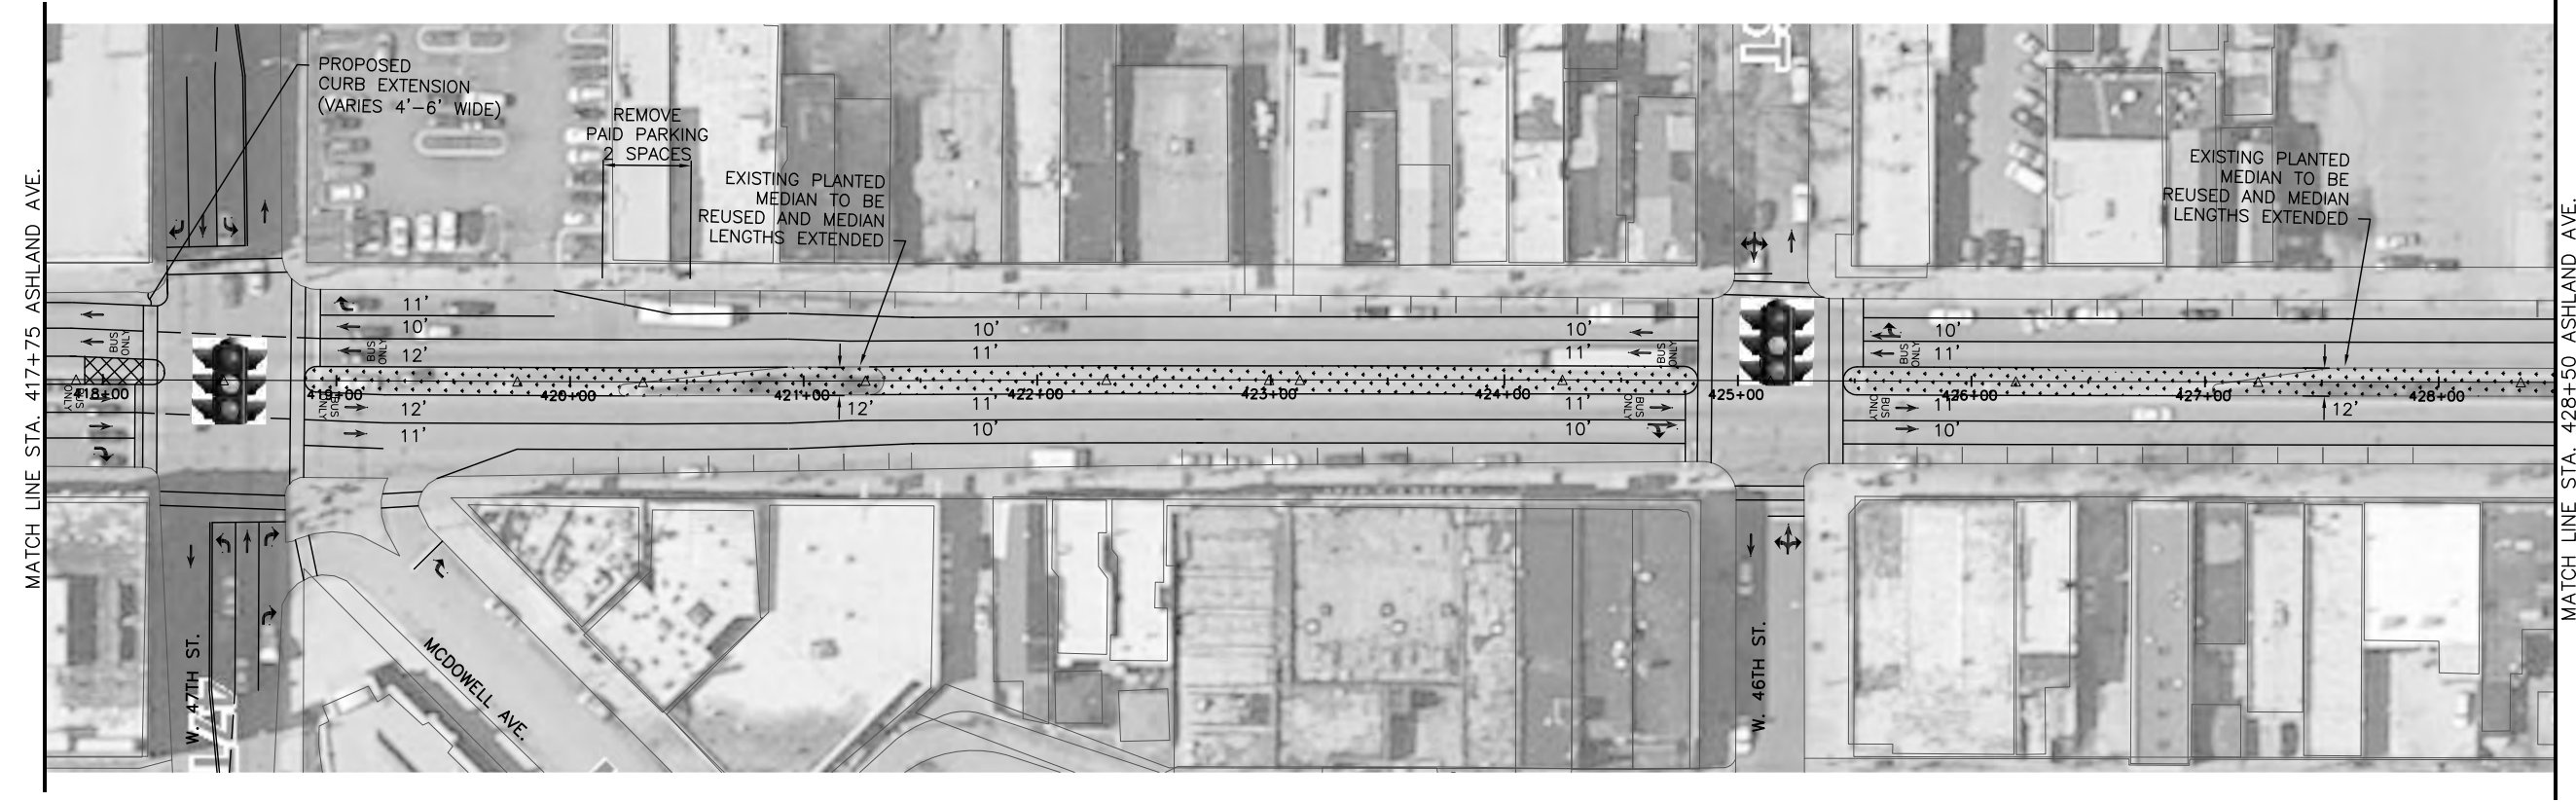 MATCH LINE STA. 417+75 ASHLAND AVE.
PROPOSED
CURB EXTENSION
(VARIES 4'-6' WIDE)
REMOVE
PAID PARKING
2 SPACES
EXISTING PLANTED
MEDIAN TO BE
REUSED AND MEDIAN
LENGTHS EXTENDED
EXISTING PLANTED
MEDIAN TO BE
REUSED AND MEDIAN
LENGTHS EXTENDED
11'
10'
12'
10'
11'
10'
11'
10'
11'
BUS
ONLY
BUS
ONLY
BUS
ONLY
BUS
ONLY
418+00
419+00
420+00
421+00
422+00
423+00
424+00
425+00
426+00
427+00
428+00
BUS
ONLY
BUS
ONLY
BUS
ONLY
BUS
ONLY
12'
11'
12'
11'
10'
11'
10'
11'
10'
12'
W. 47TH ST.
MCDOWELL AVE.
W. 46TH ST.
MATCH LINE STA. 428+50 ASHLAND AVE.